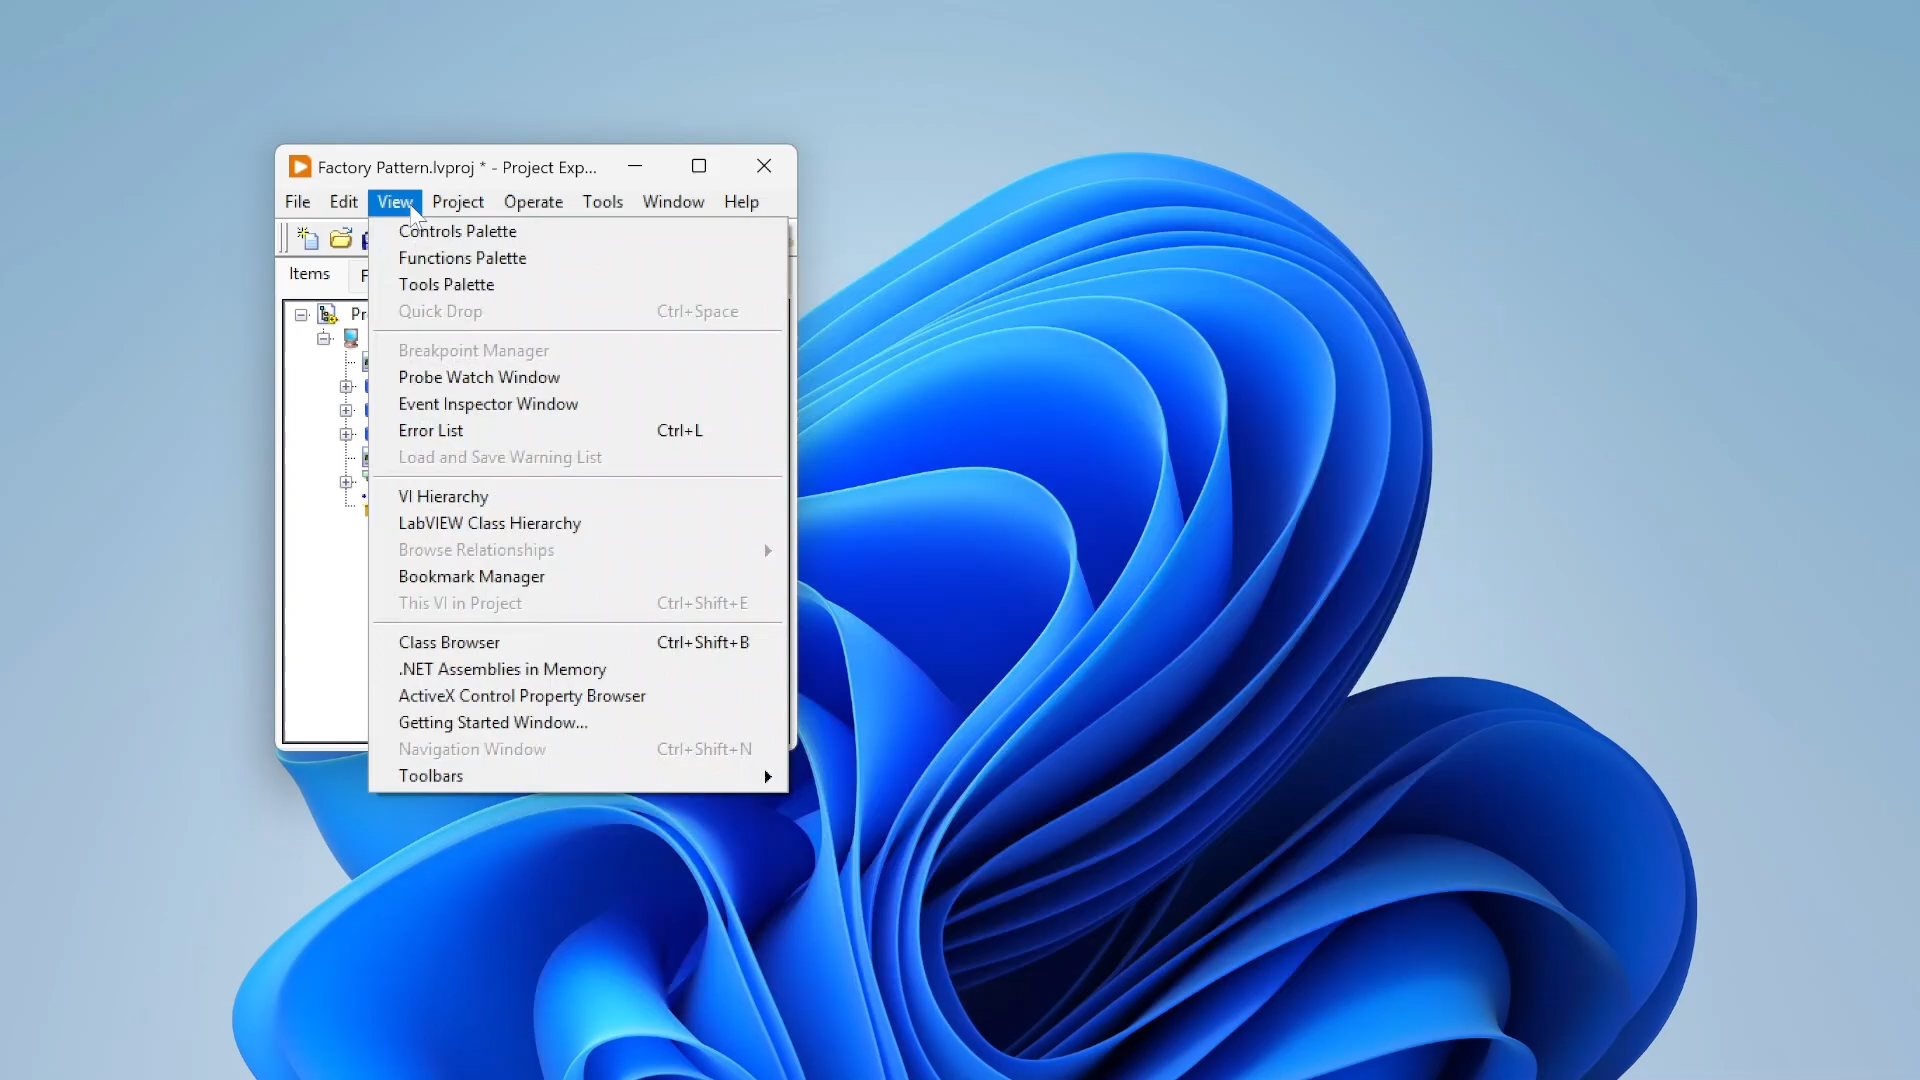 Factory Pattern.lvproj * - Project Exp...
File Edit View Project Operate Tools Window Help
Items
Pr
Controls Palette
Functions Palette
Tools Palette
Quick Drop Ctrl+Space
Breakpoint Manager
Probe Watch Window
Event Inspector Window
Error List Ctrl+L
Load and Save Warning List
VI Hierarchy
LabVIEW Class Hierarchy
Browse Relationships
Bookmark Manager
This VI in Project Ctrl+Shift+E
Class Browser Ctrl+Shift+B
.NET Assemblies in Memory
ActiveX Control Property Browser
Getting Started Window...
Navigation Window Ctrl+Shift+N
Toolbars